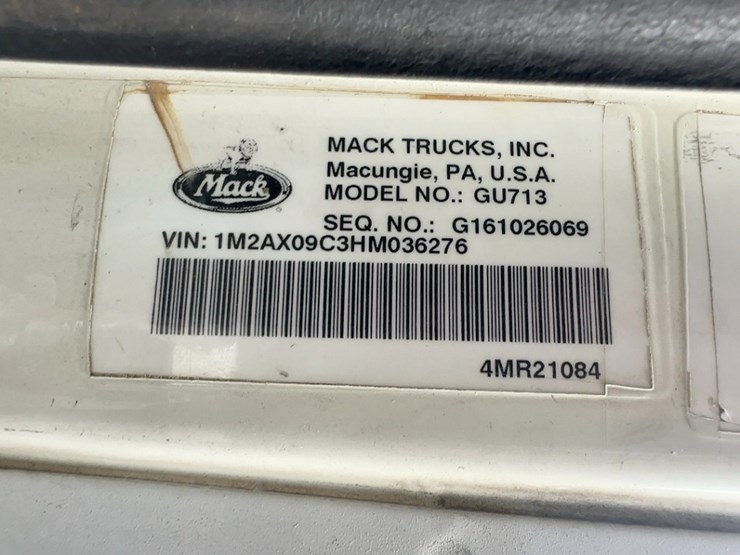 Mack
MACK TRUCKS, INC.
Macungie, PA, U.S.A.
MODEL NO.: GU713
SEQ. NO.: G161026069
VIN: 1M2AX09C3HM036276
4MR21084